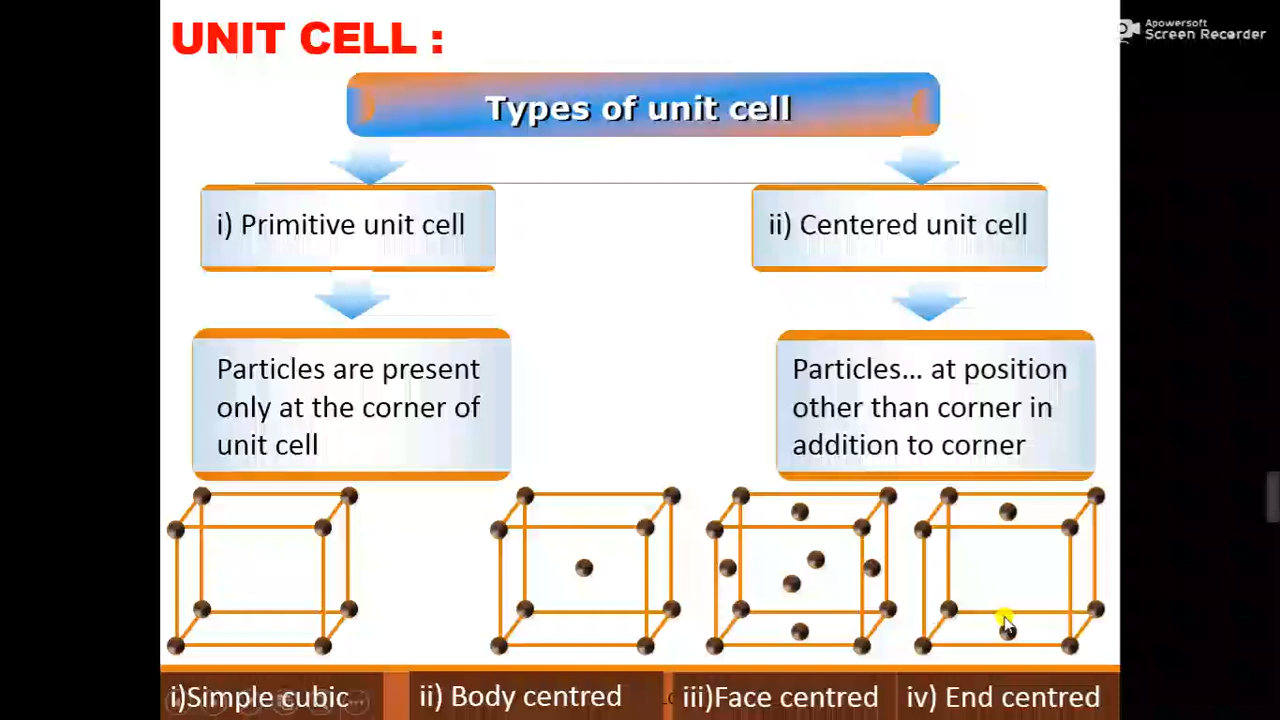 UNIT CELL :
Apowersoft
Screen Recorder
Types of unit cell
i) Primitive unit cell
ii) Centered unit cell
Particles are present
only at the corner of
unit cell
Particles... at position
other than corner in
addition to corner
i)Simple cubic
ii) Body centred
iii)Face centred
iv) End centred